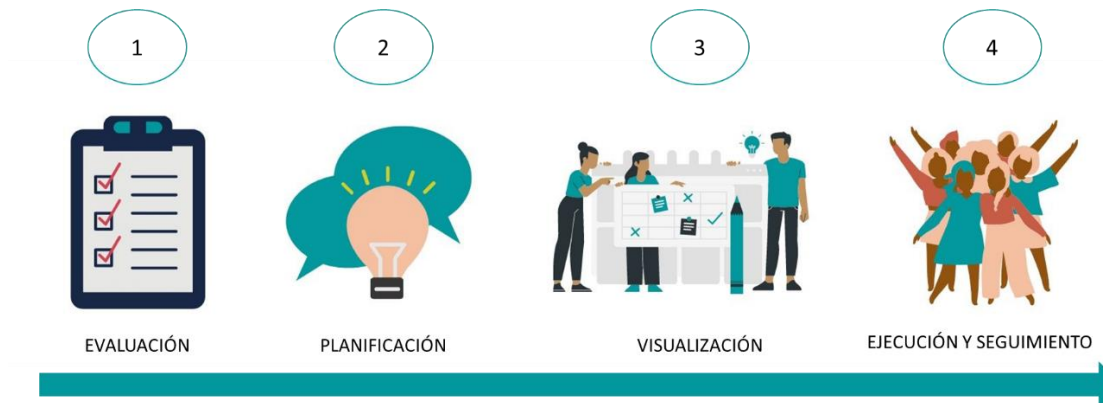 1
2
3
4
EVALUACIÓN
PLANIFICACIÓN
VISUALIZACIÓN
EJECUCIÓN Y SEGUIMIENTO